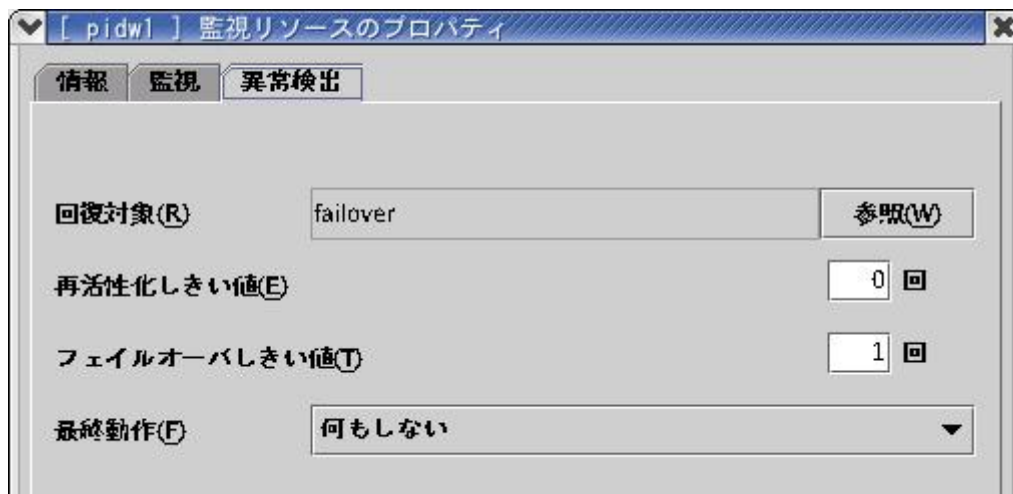 [ pidw1 ] 監視リソースのプロパティ
情報 監視 異常検出
回復対象(R) failover 参照(W)
再活性化しきい値(E) 0 回
フェイルオーバしきい値(T) 1 回
最終動作(F) 何もしない